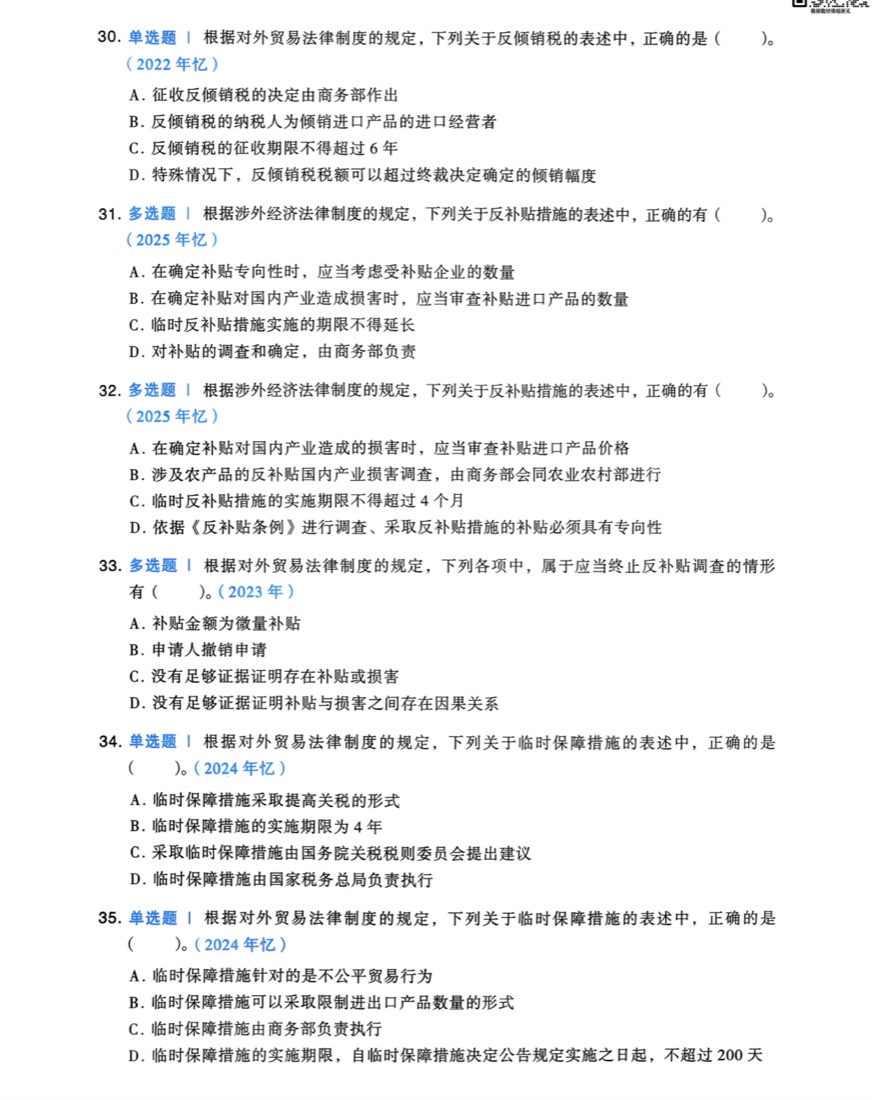 30. 单选题 | 根据对外贸易法律制度的规定，下列关于反倾销税的表述中，正确的是（　　）。
（2022 年忆）
A. 征收反倾销税的决定由商务部作出
B. 反倾销税的纳税人为倾销进口产品的进口经营者
C. 反倾销税的征收期限不得超过 6 年
D. 特殊情况下，反倾销税税额可以超过终裁决定确定的倾销幅度
31. 多选题 | 根据涉外经济法律制度的规定，下列关于反补贴措施的表述中，正确的有（　　）。
（2025 年忆）
A. 在确定补贴专向性时，应当考虑受补贴企业的数量
B. 在确定补贴对国内产业造成损害时，应当审查补贴进口产品的数量
C. 临时反补贴措施实施的期限不得延长
D. 对补贴的调查和确定，由商务部负责
32. 多选题 | 根据涉外经济法律制度的规定，下列关于反补贴措施的表述中，正确的有（　　）。
（2025 年忆）
A. 在确定补贴对国内产业造成的损害时，应当审查补贴进口产品价格
B. 涉及农产品的反补贴国内产业损害调查，由商务部会同农业农村部进行
C. 临时反补贴措施的实施期限不得超过 4 个月
D. 依据《反补贴条例》进行调查、采取反补贴措施的补贴必须具有专向性
33. 多选题 | 根据对外贸易法律制度的规定，下列各项中，属于应当终止反补贴调查的情形
有（　　）。（2023 年）
A. 补贴金额为微量补贴
B. 申请人撤销申请
C. 没有足够证据证明存在补贴或损害
D. 没有足够证据证明补贴与损害之间存在因果关系
34. 单选题 | 根据对外贸易法律制度的规定，下列关于临时保障措施的表述中，正确的是
（　　）。（2024 年忆）
A. 临时保障措施采取提高关税的形式
B. 临时保障措施的实施期限为 4 年
C. 采取临时保障措施由国务院关税税则委员会提出建议
D. 临时保障措施由国家税务总局负责执行
35. 单选题 | 根据对外贸易法律制度的规定，下列关于临时保障措施的表述中，正确的是
（　　）。（2024 年忆）
A. 临时保障措施针对的是不公平贸易行为
B. 临时保障措施可以采取限制进出口产品数量的形式
C. 临时保障措施由商务部负责执行
D. 临时保障措施的实施期限，自临时保障措施决定公告规定实施之日起，不超过 200 天